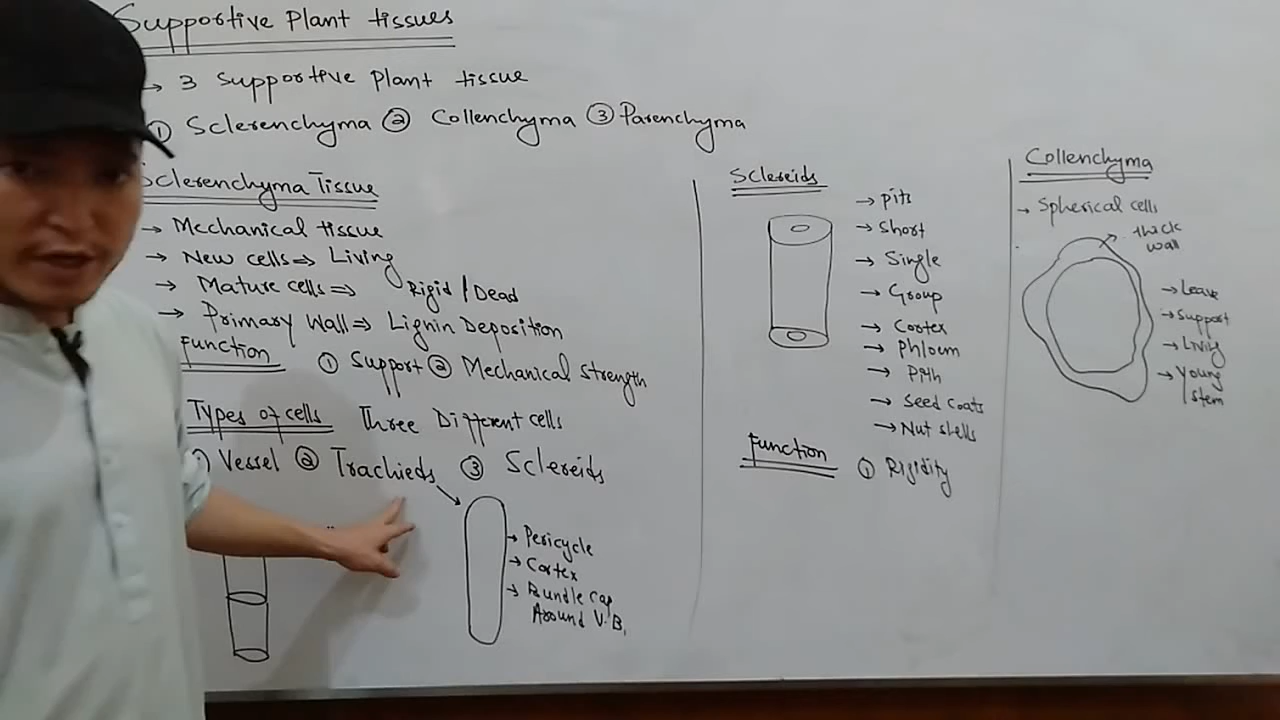 Supportive Plant tissues
→ 3 Supportive Plant tissue
① Sclerenchyma ② Collenchyma ③ Parenchyma
Sclerenchyma Tissue
→ Mechanical tissue
→ New cells ⇒ Living
→ Mature cells ⇒ Rigid / Dead
→ Primary Wall ⇒ Lignin Deposition
Function ① Support ② Mechanical Strength
Types of cells Three Different cells
① Vessel ② Trachieds ③ Sclereids
→ Pericycle
→ Cortex
→ Bundle Cap
Around V.B.
Sclereids
→ Pits
→ Short
→ Single
→ Group
→ Cortex
→ Phloem
→ Pith
→ Seed coats
→ Nut shells
Function ① Rigidity
Collenchyma
→ Spherical cells
thick
wall
→ Leave
→ Support
→ Livig
→ Young
stem